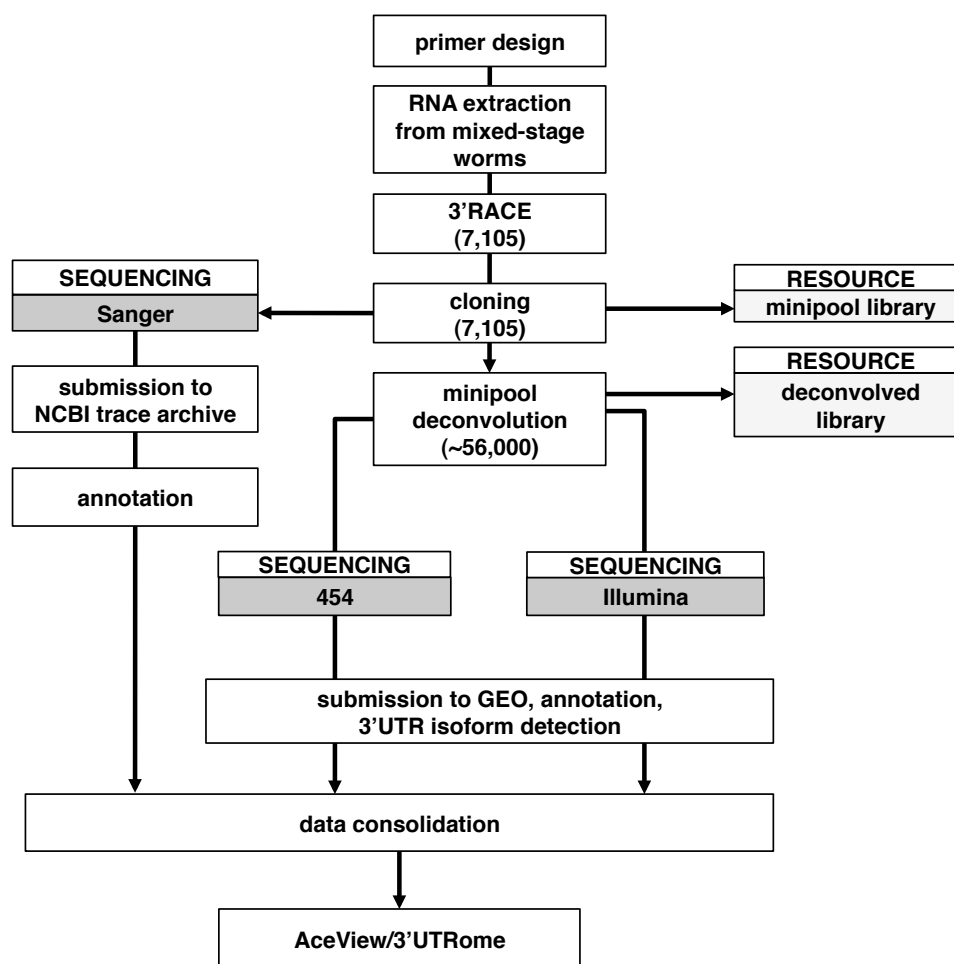 primer design
RNA extraction
from mixed-stage
worms
3’RACE
(7,105)
SEQUENCING
Sanger
cloning
(7,105)
RESOURCE
minipool library
submission to
NCBI trace archive
minipool
deconvolution
(~56,000)
RESOURCE
deconvolved
library
annotation
SEQUENCING
454
SEQUENCING
Illumina
submission to GEO, annotation,
3’UTR isoform detection
data consolidation
AceView/3’UTRome